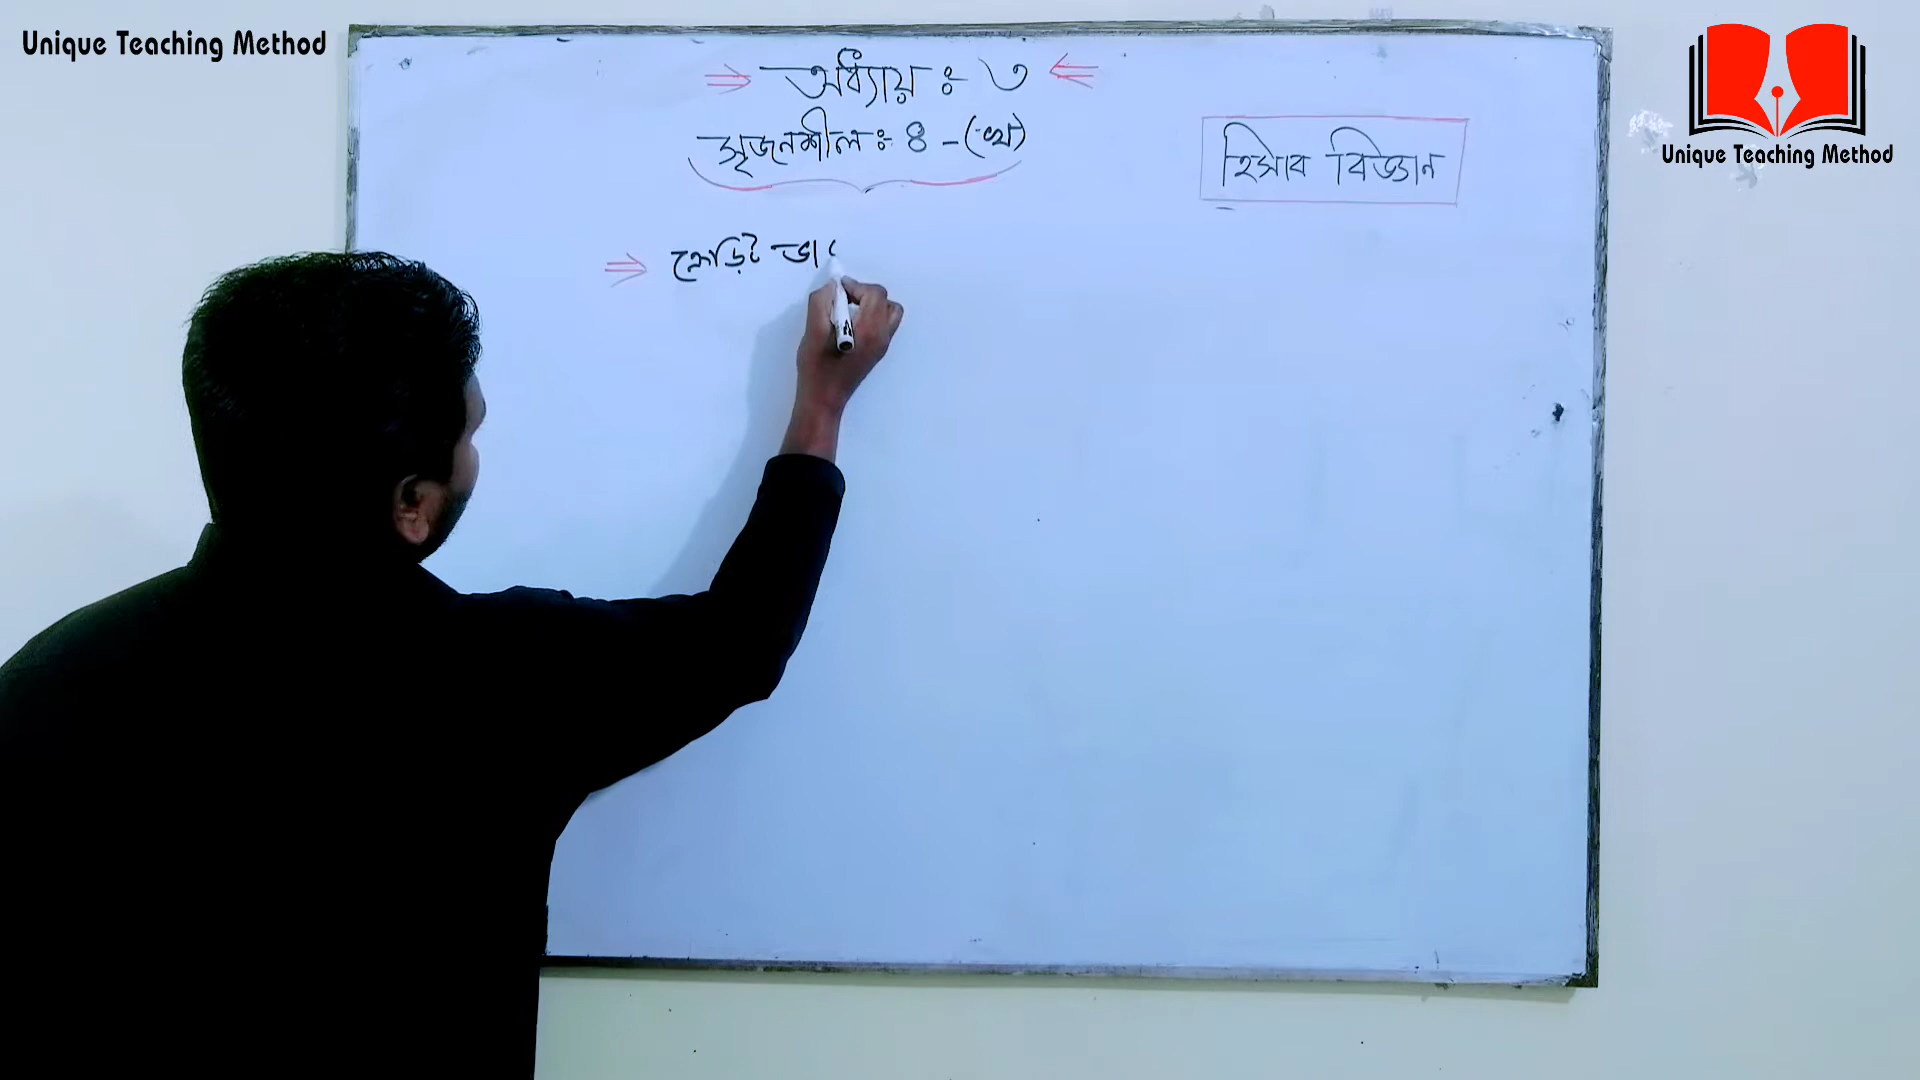 Unique Teaching Method
⇒ অধ্যায় ঃ ৩ ⇐
সৃজনশীল ঃ ৪ - (খ)
হিসাব বিজ্ঞান
Unique Teaching Method
⇒ ক্রেডিট ভা